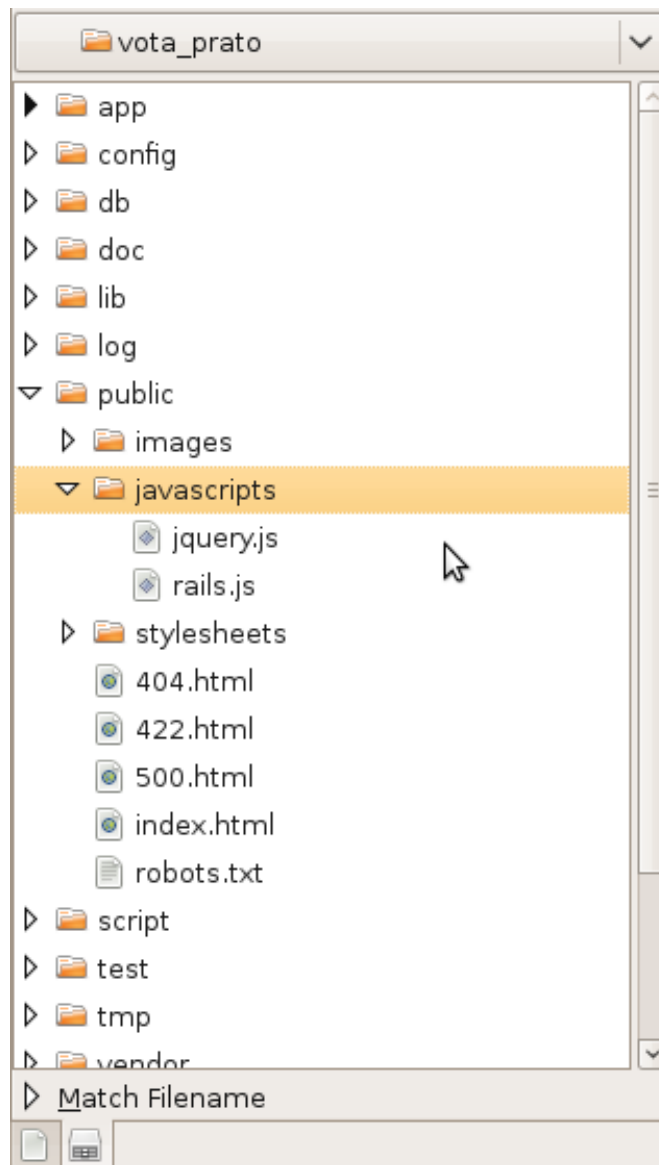 vota_prato
app
config
db
doc
lib
log
public
images
javascripts
jquery.js
rails.js
stylesheets
404.html
422.html
500.html
index.html
robots.txt
script
test
tmp
vendor
Match Filename